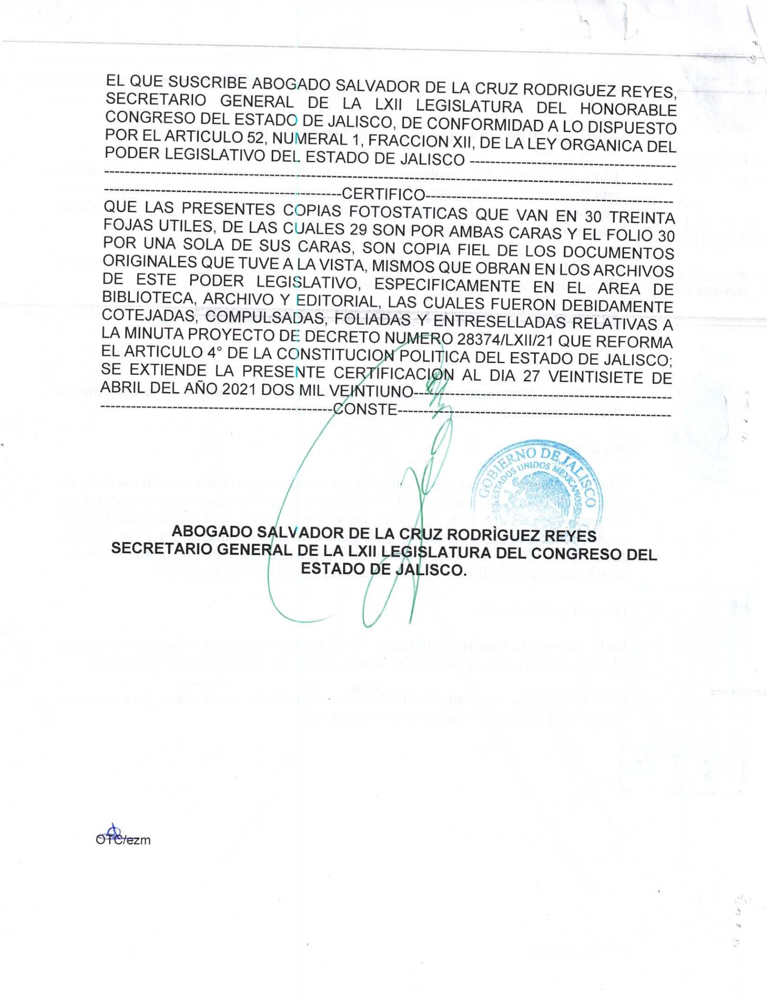 EL QUE SUSCRIBE ABOGADO SALVADOR DE LA CRUZ RODRIGUEZ REYES,
SECRETARIO GENERAL DE LA LXII LEGISLATURA DEL HONORABLE
CONGRESO DEL ESTADO DE JALISCO, DE CONFORMIDAD A LO DISPUESTO
POR EL ARTICULO 52, NUMERAL 1, FRACCION XII, DE LA LEY ORGANICA DEL
PODER LEGISLATIVO DEL ESTADO DE JALISCO ----------------------------------------
----------------------------------------------------------------------------------------------------
------------------------------------------CERTIFICO-------------------------------------------
QUE LAS PRESENTES COPIAS FOTOSTATICAS QUE VAN EN 30 TREINTA
FOJAS UTILES, DE LAS CUALES 29 SON POR AMBAS CARAS Y EL FOLIO 30
POR UNA SOLA DE SUS CARAS, SON COPIA FIEL DE LOS DOCUMENTOS
ORIGINALES QUE TUVE A LA VISTA, MISMOS QUE OBRAN EN LOS ARCHIVOS
DE ESTE PODER LEGISLATIVO, ESPECIFICAMENTE EN EL AREA DE
BIBLIOTECA, ARCHIVO Y EDITORIAL, LAS CUALES FUERON DEBIDAMENTE
COTEJADAS, COMPULSADAS, FOLIADAS Y ENTRESELLADAS RELATIVAS A
LA MINUTA PROYECTO DE DECRETO NUMERO 28374/LXII/21 QUE REFORMA
EL ARTICULO 4° DE LA CONSTITUCION POLITICA DEL ESTADO DE JALISCO;
SE EXTIENDE LA PRESENTE CERTIFICACION AL DIA 27 VEINTISIETE DE
ABRIL DEL AÑO 2021 DOS MIL VEINTIUNO----------------------------------------------
-----------------------------------------CONSTE------------------------------------------------
GOBIERNO DE JALISCO
ESTADOS UNIDOS MEXICANOS
ABOGADO SALVADOR DE LA CRUZ RODRÌGUEZ REYES
SECRETARIO GENERAL DE LA LXII LEGISLATURA DEL CONGRESO DEL
ESTADO DE JALISCO.
OTC/ezm